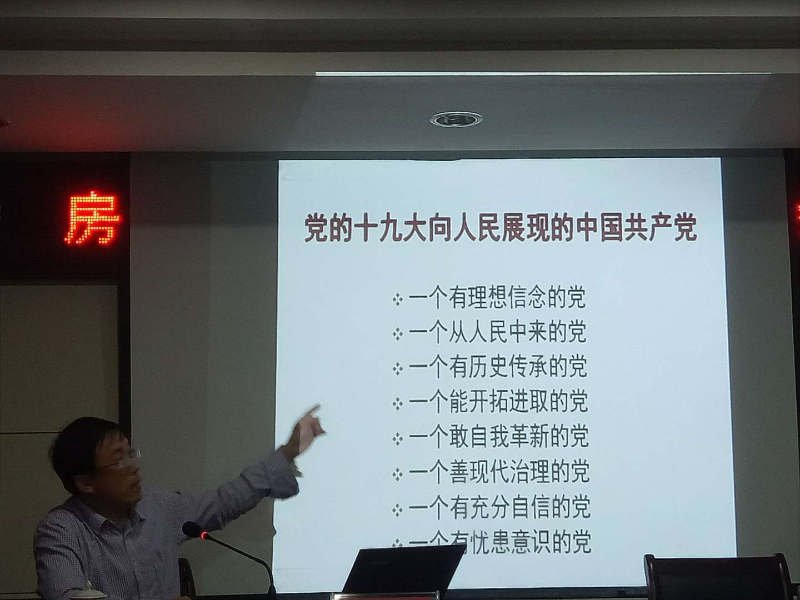 房
党的十九大向人民展现的中国共产党
一个有理想信念的党
一个从人民中来的党
一个有历史传承的党
一个能开拓进取的党
一个敢自我革新的党
一个善现代治理的党
一个有充分自信的党
一个有忧患意识的党